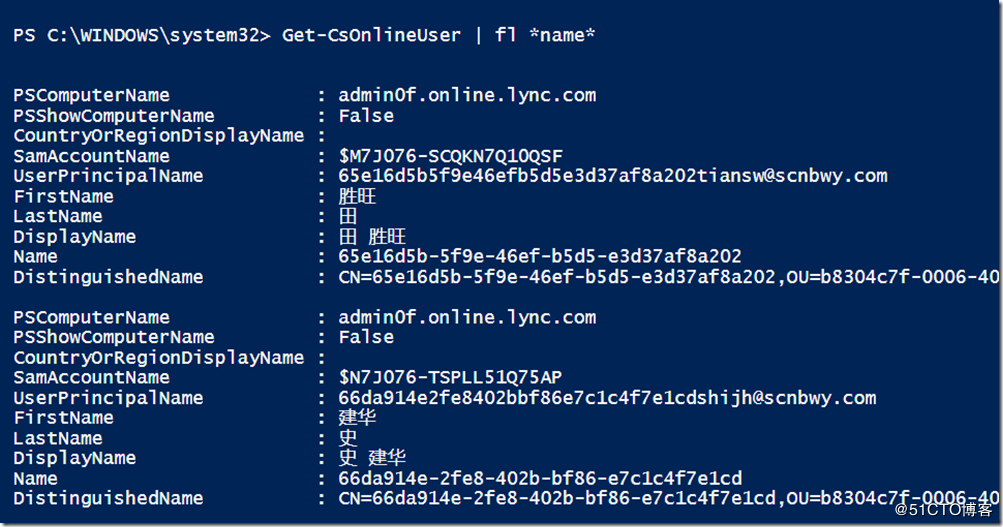 PS C:\WINDOWS\system32> Get-CsOnlineUser | fl *name*
PSComputerName : admin0f.online.lync.com
PSShowComputerName : False
CountryOrRegionDisplayName :
SamAccountName : $M7J076-SCQKN7Q10QSF
UserPrincipalName : 65e16d5b5f9e46efb5d5e3d37af8a202tiansw@scnbwy.com
FirstName : 胜旺
LastName : 田
DisplayName : 田 胜旺
Name : 65e16d5b-5f9e-46ef-b5d5-e3d37af8a202
DistinguishedName : CN=65e16d5b-5f9e-46ef-b5d5-e3d37af8a202,OU=b8304c7f-0006-40
PSComputerName : admin0f.online.lync.com
PSShowComputerName : False
CountryOrRegionDisplayName :
SamAccountName : $N7J076-TSPLL51Q75AP
UserPrincipalName : 66da914e2fe8402bbf86e7c1c4f7e1cdshijh@scnbwy.com
FirstName : 建华
LastName : 史
DisplayName : 史 建华
Name : 66da914e-2fe8-402b-bf86-e7c1c4f7e1cd
DistinguishedName : CN=66da914e-2fe8-402b-bf86-e7c1c4f7e1cd,OU=b8304c7f-0006-40
@51CTO博客